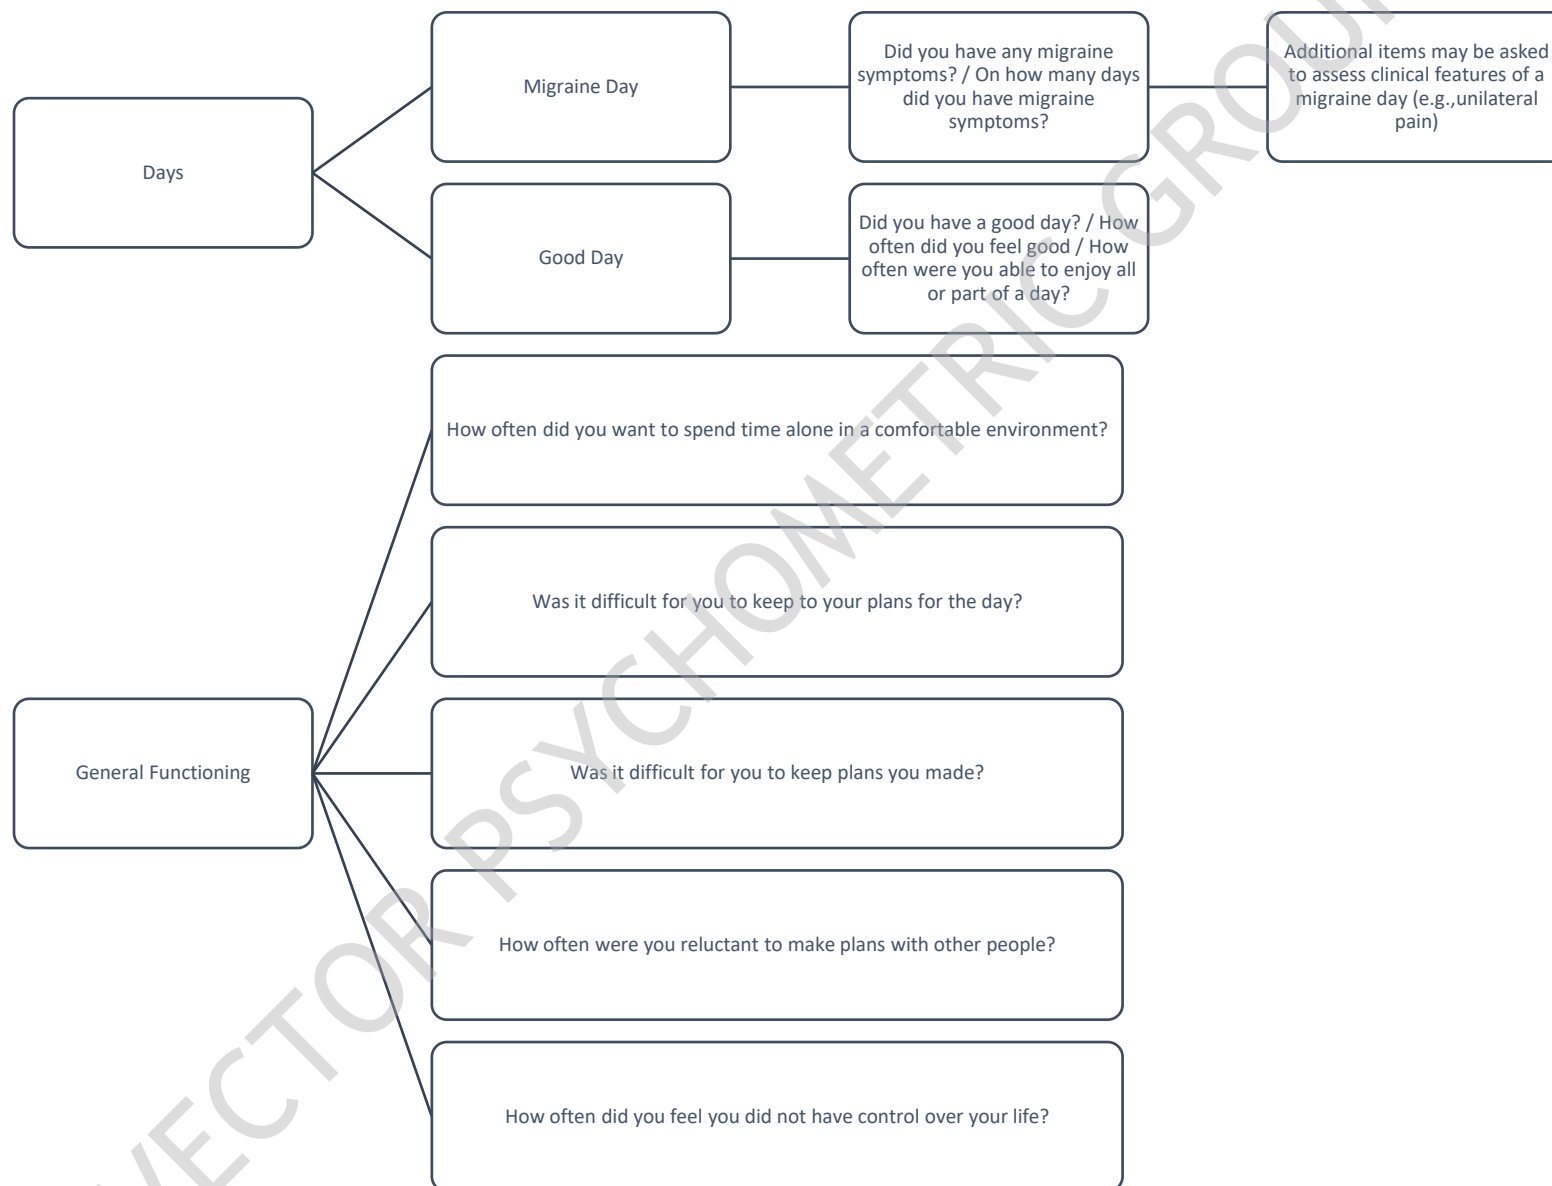 Days
Migraine Day
Did you have any migraine
symptoms? / On how many days
did you have migraine
symptoms?
Additional items may be asked
to assess clinical features of a
migraine day (e.g.,unilateral
pain)
Good Day
Did you have a good day? / How
often did you feel good / How
often were you able to enjoy all
or part of a day?
General Functioning
How often did you want to spend time alone in a comfortable environment?
Was it difficult for you to keep to your plans for the day?
Was it difficult for you to keep plans you made?
How often were you reluctant to make plans with other people?
How often did you feel you did not have control over your life?
VECTOR PSYCHOMETRIC GROUP